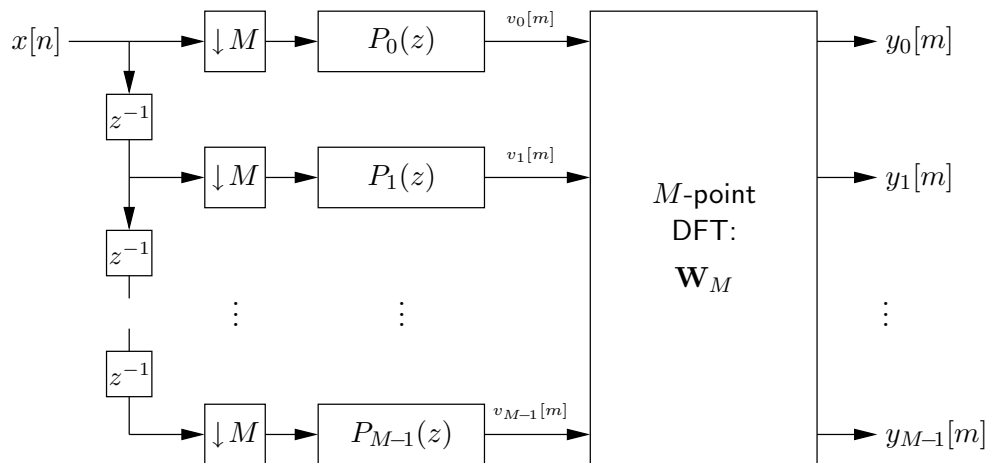 x[n]
↓ M
P_0(z)
v_0[m]
y_0[m]
z^{-1}
↓ M
P_1(z)
v_1[m]
y_1[m]
M-point
DFT:
W_M
z^{-1}
⋮ ⋮ ⋮
z^{-1}
↓ M
P_{M-1}(z)
v_{M-1}[m]
y_{M-1}[m]